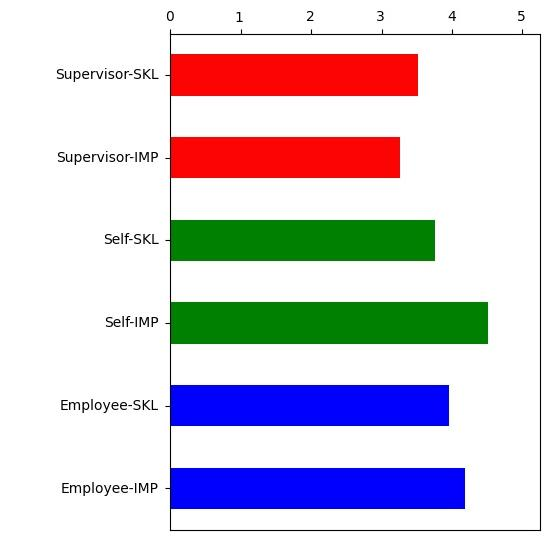 0 1 2 3 4 5
Supervisor-SKL
Supervisor-IMP
Self-SKL
Self-IMP
Employee-SKL
Employee-IMP